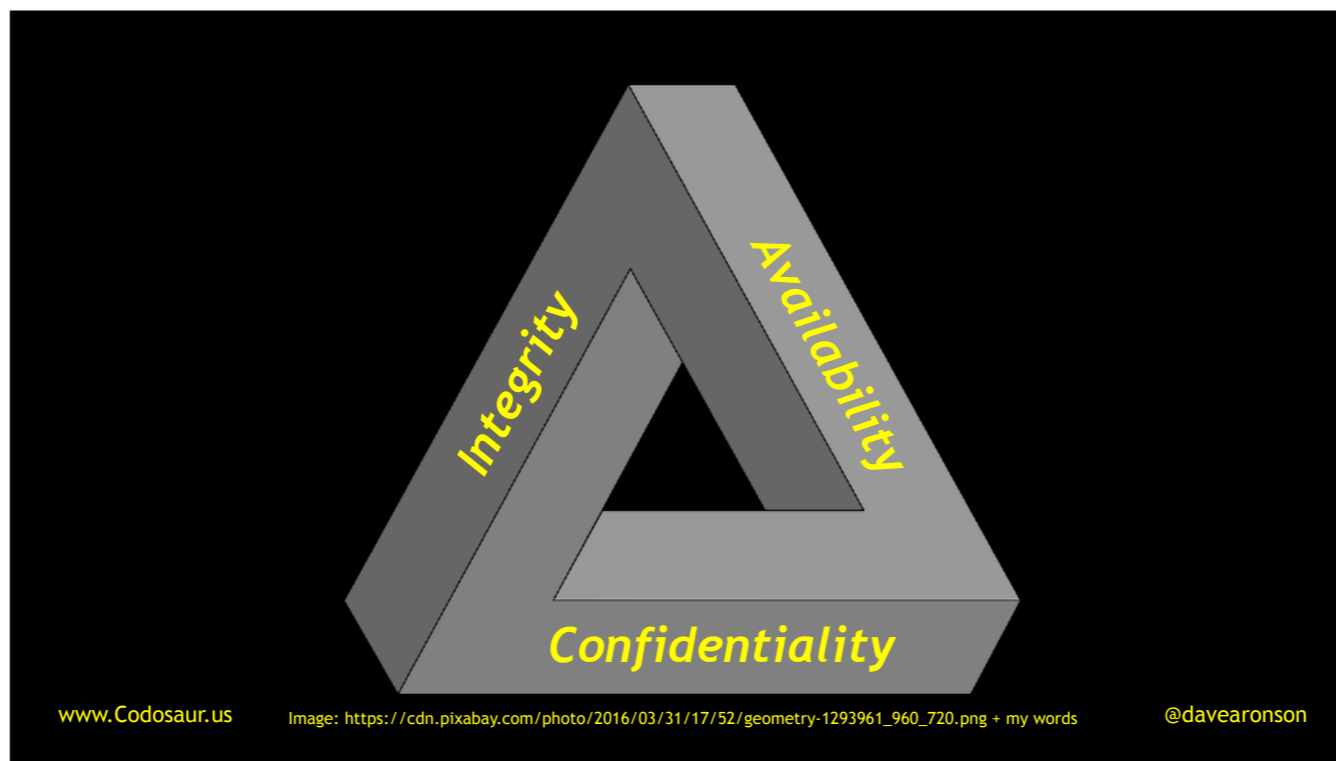 Integrity
Availability
Confidentiality
www.Codosaur.us
Image: https://cdn.pixabay.com/photo/2016/03/31/17/52/geometry-1293961_960_720.png + my words
@davearonson